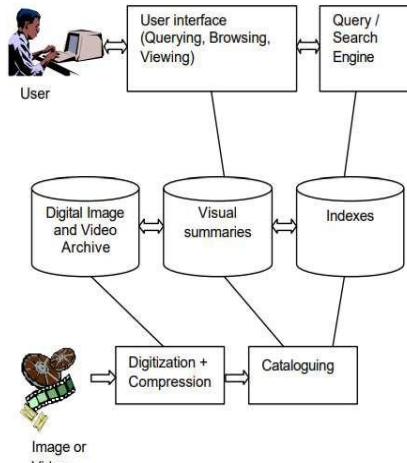 User interface
(Querying, Browsing,
Viewing)
Query /
Search
Engine
User
Digital Image
and Video
Archive
Visual
summaries
Indexes
Digitization +
Compression
Cataloguing
Image or